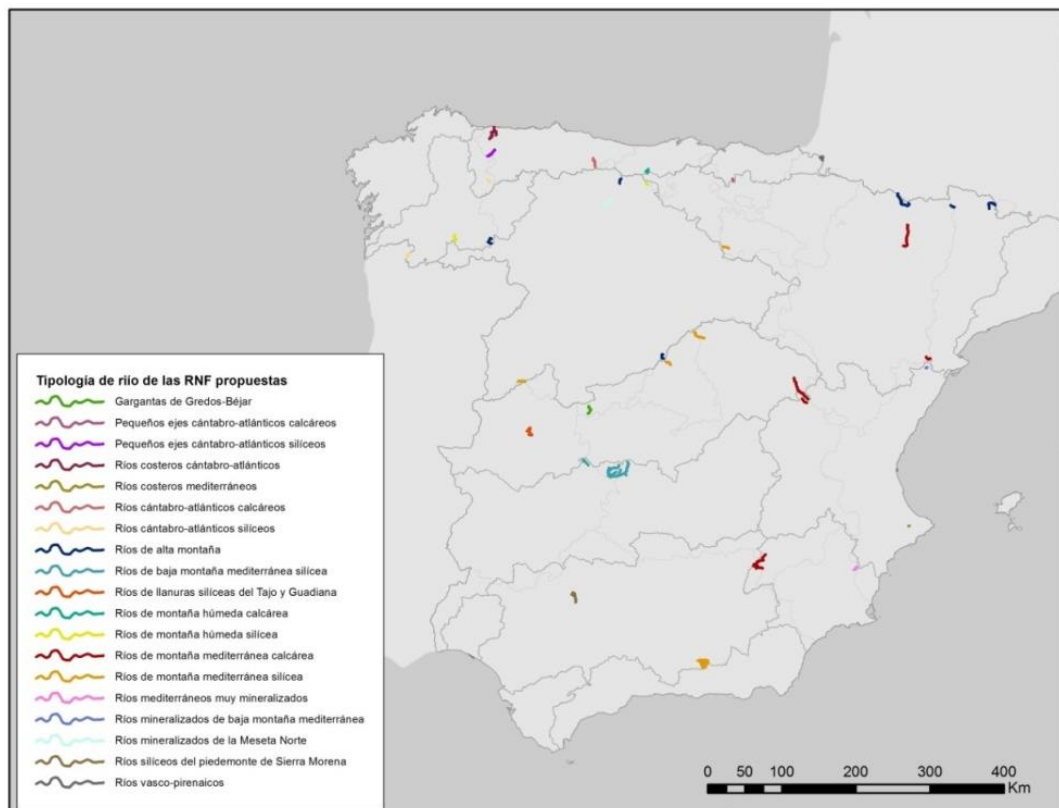 Tipología de riío de las RNF propuestas
Gargantas de Gredos-Béjar
Pequeños ejes cántabro-atlánticos calcáreos
Pequeños ejes cántabro-atlánticos silíceos
Ríos costeros cántabro-atlánticos
Ríos costeros mediterráneos
Ríos cántabro-atlánticos calcáreos
Ríos cántabro-atlánticos silíceos
Ríos de alta montaña
Ríos de baja montaña mediterránea silícea
Ríos de llanuras silíceas del Tajo y Guadiana
Ríos de montaña húmeda calcárea
Ríos de montaña húmeda silícea
Ríos de montaña mediterránea calcárea
Ríos de montaña mediterránea silícea
Ríos mediterráneos muy mineralizados
Ríos mineralizados de baja montaña mediterránea
Ríos mineralizados de la Meseta Norte
Ríos silíceos del piedemonte de Sierra Morena
Ríos vasco-pirenaicos
0 50 100 200 300 400
Km